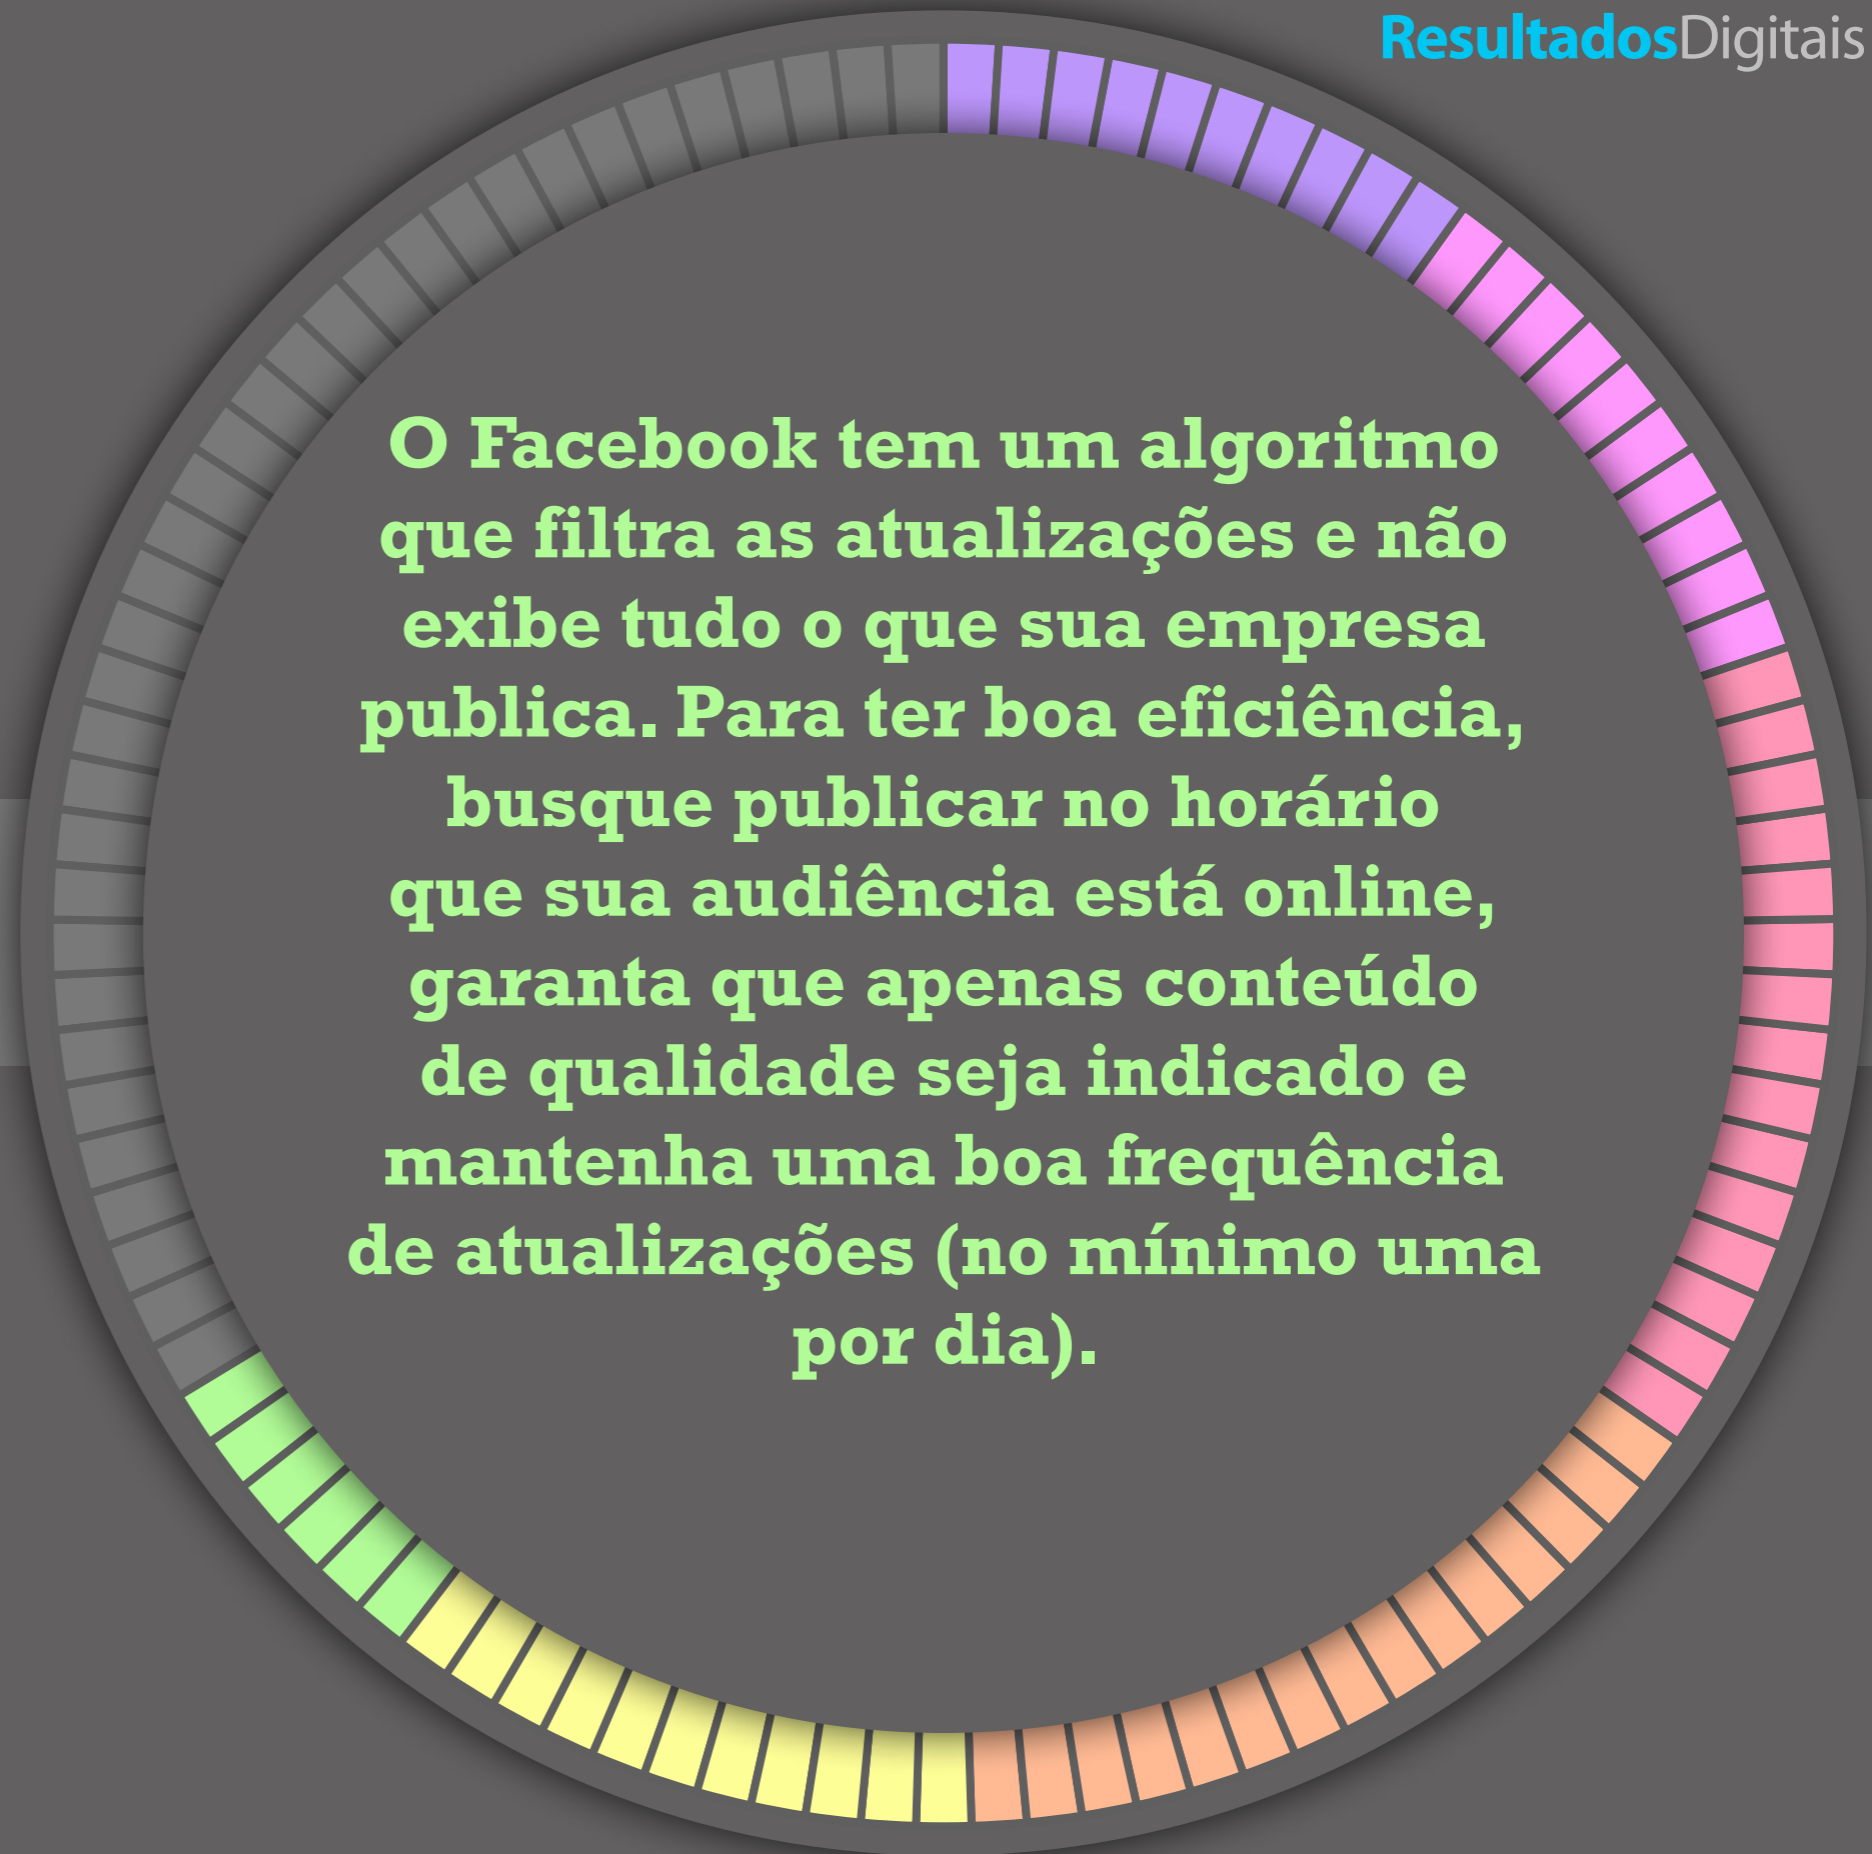 ResultadosDigitais
O Facebook tem um algoritmo
que filtra as atualizações e não
exibe tudo o que sua empresa
publica. Para ter boa eficiência,
busque publicar no horário
que sua audiência está online,
garanta que apenas conteúdo
de qualidade seja indicado e
mantenha uma boa frequência
de atualizações (no mínimo uma
por dia).